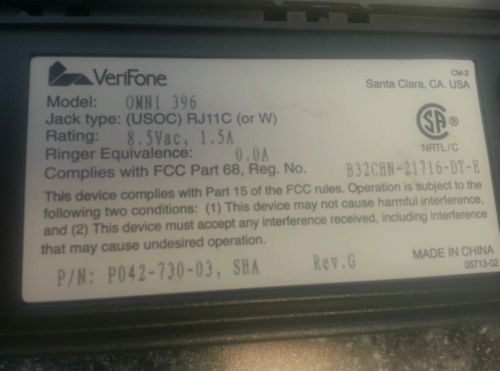 VeriFone
CM-2
Santa Clara, CA. USA
Model: OMNI 396
Jack type: (USOC) RJ11C (or W)
Rating: 8.5Vac, 1.5A
Ringer Equivalence: 0.0A
SA ®
NRTL/C
Complies with FCC Part 68, Reg. No. B32CHN-21716-DT-E
This device complies with Part 15 of the FCC rules. Operation is subject to the
following two conditions: (1) This device may not cause harmful interference,
and (2) This device must accept any interference received, including interference
that may cause undesired operation.
P/N: P042-730-03, SHA Rev.G
MADE IN CHINA
05713-02